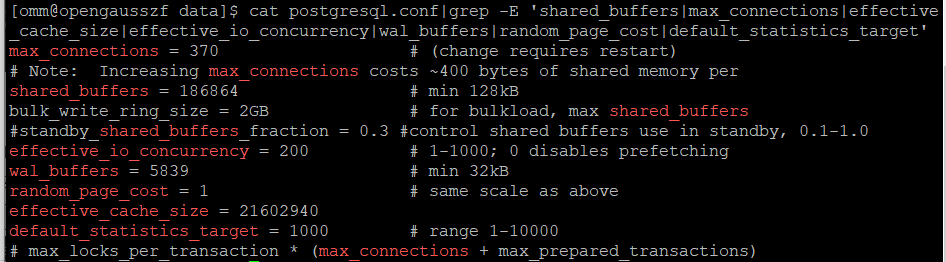 [omm@opengausszf data]$ cat postgresql.conf|grep -E 'shared_buffers|max_connections|effective
_cache_size|effective_io_concurrency|wal_buffers|random_page_cost|default_statistics_target'
max_connections = 370 # (change requires restart)
# Note:  Increasing max_connections costs ~400 bytes of shared memory per
shared_buffers = 186864 # min 128kB
bulk_write_ring_size = 2GB # for bulkload, max shared_buffers
#standby_shared_buffers_fraction = 0.3 #control shared buffers use in standby, 0.1-1.0
effective_io_concurrency = 200 # 1-1000; 0 disables prefetching
wal_buffers = 5839 # min 32kB
random_page_cost = 1 # same scale as above
effective_cache_size = 21602940
default_statistics_target = 1000 # range 1-10000
# max_locks_per_transaction * (max_connections + max_prepared_transactions)